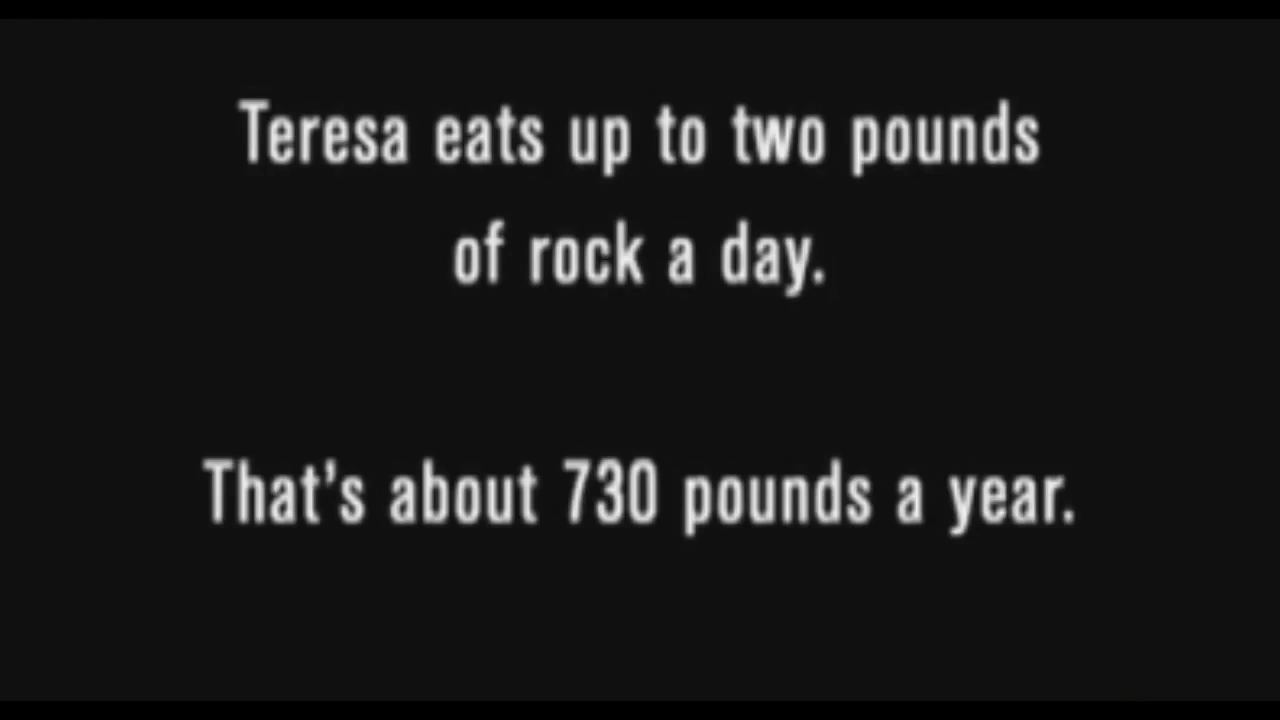 Teresa eats up to two pounds
of rock a day.
That's about 730 pounds a year.